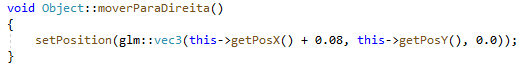 void Object::moverParaDireita()
{
setPosition(glm::vec3(this->getPosX() + 0.08, this->getPosY(), 0.0));
}